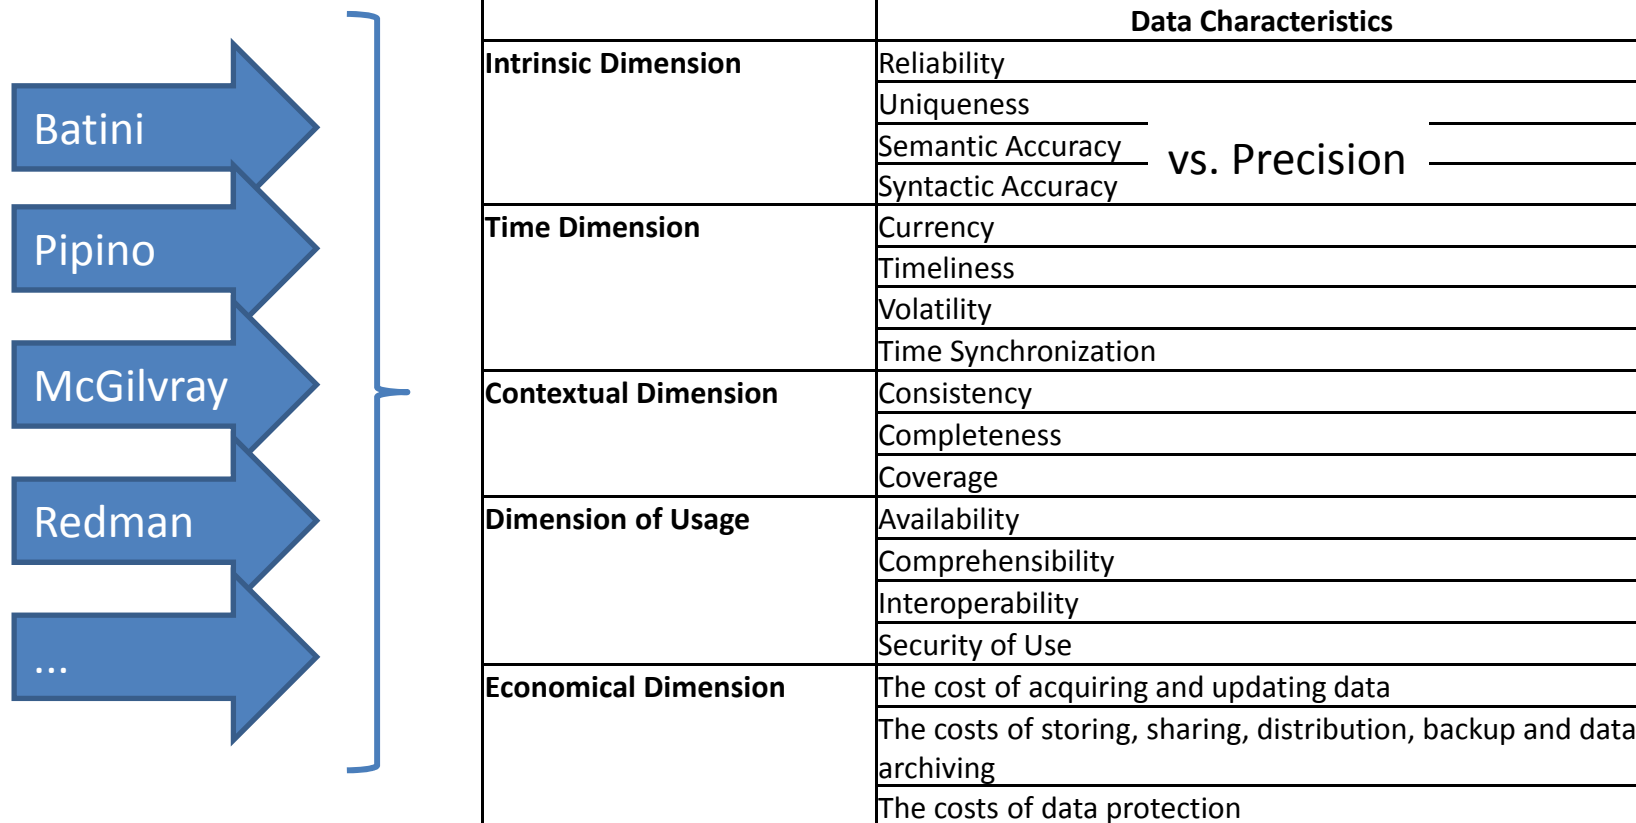 Batini
Pipino
McGilvray
Redman
...
Data Characteristics
Intrinsic Dimension
Reliability
Uniqueness
Semantic Accuracy
Syntactic Accuracy
vs. Precision
Time Dimension
Currency
Timeliness
Volatility
Time Synchronization
Contextual Dimension
Consistency
Completeness
Coverage
Dimension of Usage
Availability
Comprehensibility
Interoperability
Security of Use
Economical Dimension
The cost of acquiring and updating data
The costs of storing, sharing, distribution, backup and data
archiving
The costs of data protection